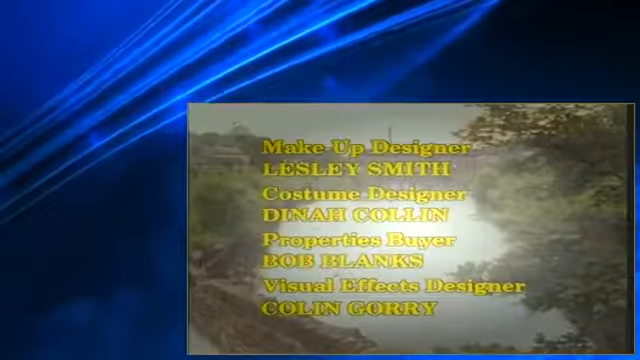 Make-Up Designer
LESLEY SMITH
Costume Designer
DINAH COLLIN
Properties Buyer
BOB BLANKS
Visual Effects Designer
COLIN GORRY